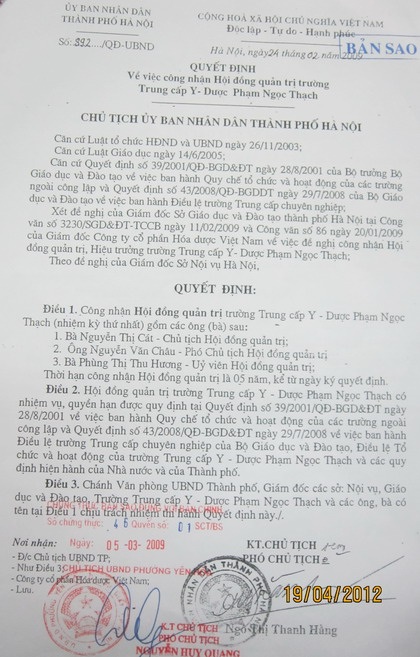 ỦY BAN NHÂN DÂN
THÀNH PHỐ HÀ NỘI
CỘNG HOÀ XÃ HỘI CHỦ NGHĨA VIỆT NAM
Độc lập - Tự do - Hạnh phúc
Số: 892..../QĐ-UBND
Hà Nội, ngày 24 tháng 02 năm 2009
BẢN SAO
QUYẾT ĐỊNH
Về việc công nhận Hội đồng quản trị trường
Trung cấp Y- Dược Phạm Ngọc Thạch
CHỦ TỊCH ỦY BAN NHÂN DÂN THÀNH PHỐ HÀ NỘI
Căn cứ Luật tổ chức HĐND và UBND ngày 26/11/2003;
Căn cứ Luật Giáo dục ngày 14/6/2005;
Căn cứ Quyết định số 39/2001/QĐ-BGD&ĐT ngày 28/8/2001 của Bộ trưởng Bộ
Giáo dục và Đào tạo về việc ban hành Quy chế tổ chức và hoạt động của các trường
ngoài công lập và Quyết định số 43/2008/QĐ-BGDĐT ngày 29/7/2008 của Bộ Giáo
dục và Đào tạo về việc ban hành Điều lệ trường Trung cấp chuyên nghiệp;
Xét đề nghị của Giám đốc Sở Giáo dục và Đào tạo thành phố Hà Nội tại Công
văn số 3230/SGD&ĐT-TCCB ngày 11/02/2009 và Công văn số 86 ngày 20/01/2009
của Giám đốc Công ty cổ phần Hóa dược Việt Nam về việc đề nghị công nhận Hội
đồng quản trị, Hiệu trưởng trường Trung cấp Y- Dược Phạm Ngọc Thạch;
Theo đề nghị của Giám đốc Sở Nội vụ Hà Nội,
QUYẾT ĐỊNH:
Điều 1. Công nhận Hội đồng quản trị trường Trung cấp Y - Dược Phạm Ngọc
Thạch (nhiệm kỳ thứ nhất) gồm các ông (bà) sau:
1. Bà Nguyễn Thị Cát - Chủ tịch Hội đồng quản trị;
2. Ông Nguyễn Văn Châu - Phó Chủ tịch Hội đồng quản trị
3. Bà Phùng Thị Thu Hương - Uỷ viên Hội đồng quản trị;
Thời hạn công nhận Hội đồng quản trị là 05 năm, kể từ ngày ký quyết định.
Điều 2. Hội đồng quản trị trường Trung cấp Y - Dược Phạm Ngọc Thạch có
nhiệm vụ, quyền hạn được quy định tại Quyết định số 39/2001/QĐ-BGD&ĐT ngày
28/8/2001 về việc ban hành Quy chế tổ chức và hoạt động của các trường ngoài
công lập và Quyết định số 43/2008/QĐ-BGDĐT ngày 29/7/2008 về việc ban hành
Điều lệ trường Trung cấp chuyên nghiệp của Bộ Giáo dục và Đào tạo, Điều lệ Tổ
chức và hoạt động của trường Trung cấp Y - Dược Phạm Ngọc Thạch và các quy
định hiện hành của Nhà nước và của Thành phố.
Điều 3. Chánh Văn phòng UBND Thành phố, Giám đốc các sở: Nội vụ, Giáo
dục và Đào tạo, Trường Trung cấp Y - Dược Phạm Ngọc Thạch và các ông, bà có
tên tại Điều 1 chịu trách nhiệm thi hành Quyết định này./.
CHỨNG THỰC BẢN SAO ĐÚNG VỚI BẢN CHÍNH
Số chứng thực: 46 Quyển số: 01 SCT/BS
Ngày: 05-03-2009
Nơi nhận:
- Đ/c Chủ tịch UBND TP;
- Như Điều 3;
- Công ty cổ phần Hóa dược Việt Nam;
- Lưu.
CHỦ TỊCH UBND PHƯỜNG YÊN
KT.CHỦ TỊCH
PHÓ CHỦ TỊCH
19/04/2012
Ngô Thị Thanh Hằng
K.T CHỦ TỊCH
PHÓ CHỦ TỊCH
NGUYỄN HUY QUANG